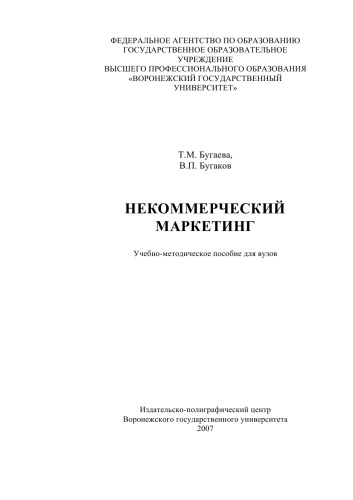 ФЕДЕРАЛЬНОЕ АГЕНТСТВО ПО ОБРАЗОВАНИЮ
ГОСУДАРСТВЕННОЕ ОБРАЗОВАТЕЛЬНОЕ
УЧРЕЖДЕНИЕ
ВЫСШЕГО ПРОФЕССИОНАЛЬНОГО ОБРАЗОВАНИЯ
«ВОРОНЕЖСКИЙ ГОСУДАРСТВЕННЫЙ
УНИВЕРСИТЕТ»
Т.М. Бугаева,
В.П. Бугаков
НЕКОММЕРЧЕСКИЙ
МАРКЕТИНГ
Учебно-методическое пособие для вузов
Издательско-полиграфический центр
Воронежского государственного университета
2007